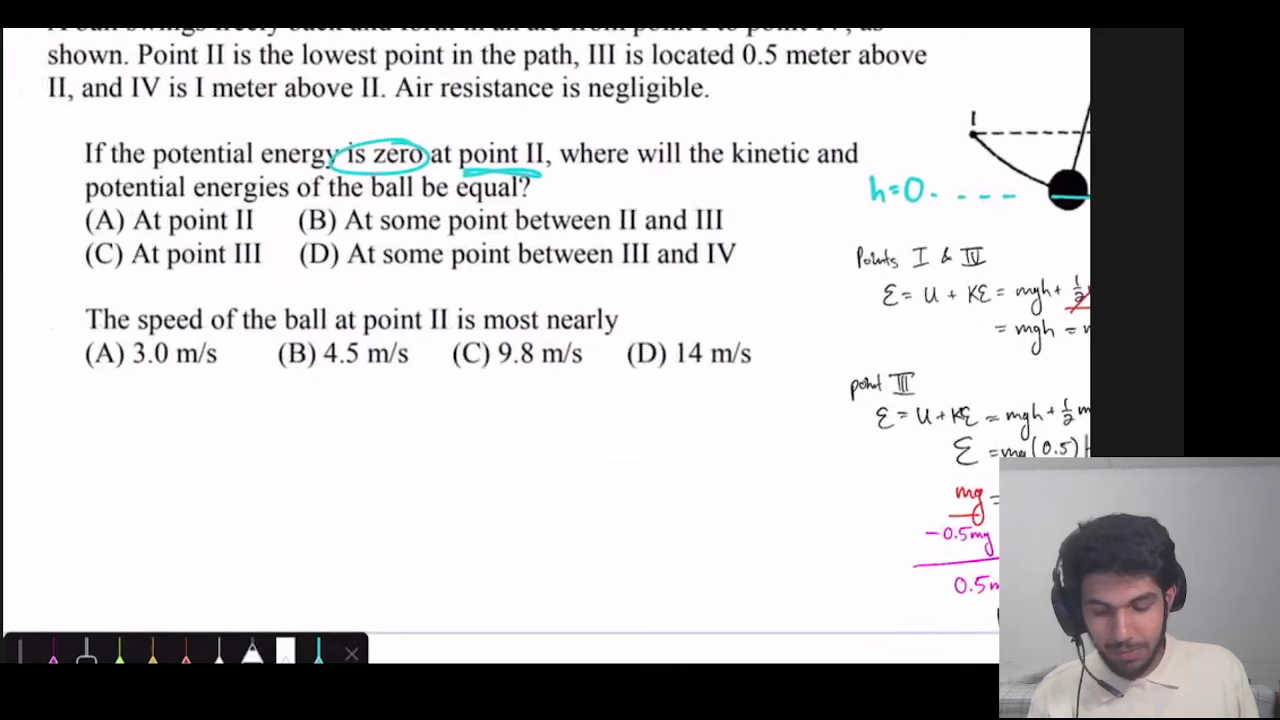 shown. Point II is the lowest point in the path, III is located 0.5 meter above
II, and IV is I meter above II. Air resistance is negligible.
If the potential energy is zero at point II, where will the kinetic and
potential energies of the ball be equal?
(A) At point II (B) At some point between II and III
(C) At point III (D) At some point between III and IV
The speed of the ball at point II is most nearly
(A) 3.0 m/s (B) 4.5 m/s (C) 9.8 m/s (D) 14 m/s
I
h=0
Points I & IV
E = U + KE = mgh + 1/2
= mgh =
point III
E = U + KE = mgh + 1/2 m
E = mg(0.5)
mg =
-0.5mg
0.5m